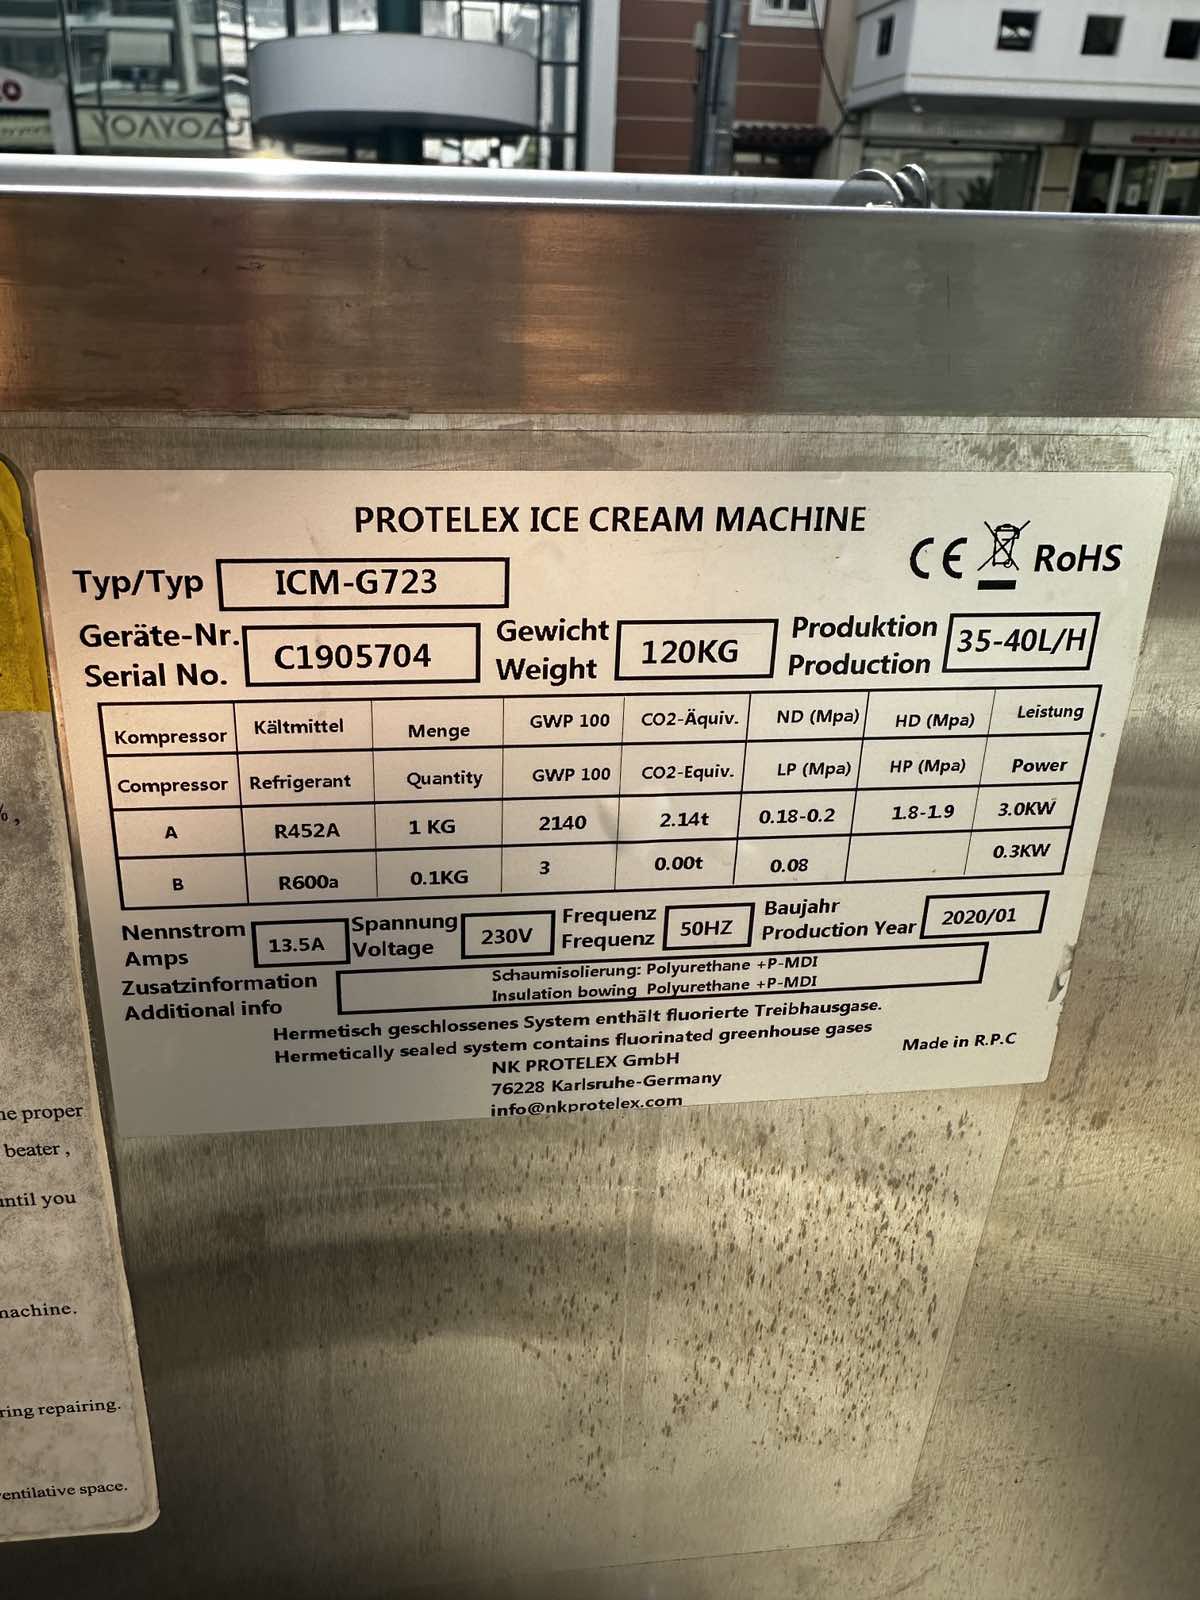 YOLAYO
PROTELEX ICE CREAM MACHINE
CE RoHS
Typ/Typ ICM-G723
Geräte-Nr. Serial No. C1905704
Gewicht Weight 120KG
Produktion Production 35-40L/H
Kompressor Kältmittel Menge GWP 100 CO2-Äquiv. ND (Mpa) HD (Mpa) Leistung
Compressor Refrigerant Quantity GWP 100 CO2-Equiv. LP (Mpa) HP (Mpa) Power
A R452A 1 KG 2140 2.14t 0.18-0.2 1.8-1.9 3.0KW
B R600a 0.1KG 3 0.00t 0.08 0.3KW
Nennstrom Amps 13.5A
Spannung Voltage 230V
Frequenz Frequenz 50HZ
Baujahr Production Year 2020/01
Zusatzinformation Additional info
Schaumisolierung: Polyurethane +P-MDI
Insulation bowing Polyurethane +P-MDI
Hermetisch geschlossenes System enthält fluorierte Treibhausgase.
Hermetically sealed system contains fluorinated greenhouse gases
NK PROTELEX GmbH
76228 Karlsruhe-Germany
info@nkprotelex.com
Made in R.P.C
%,
proper
beater,
until you
machine.
repairing.
ventilative space.